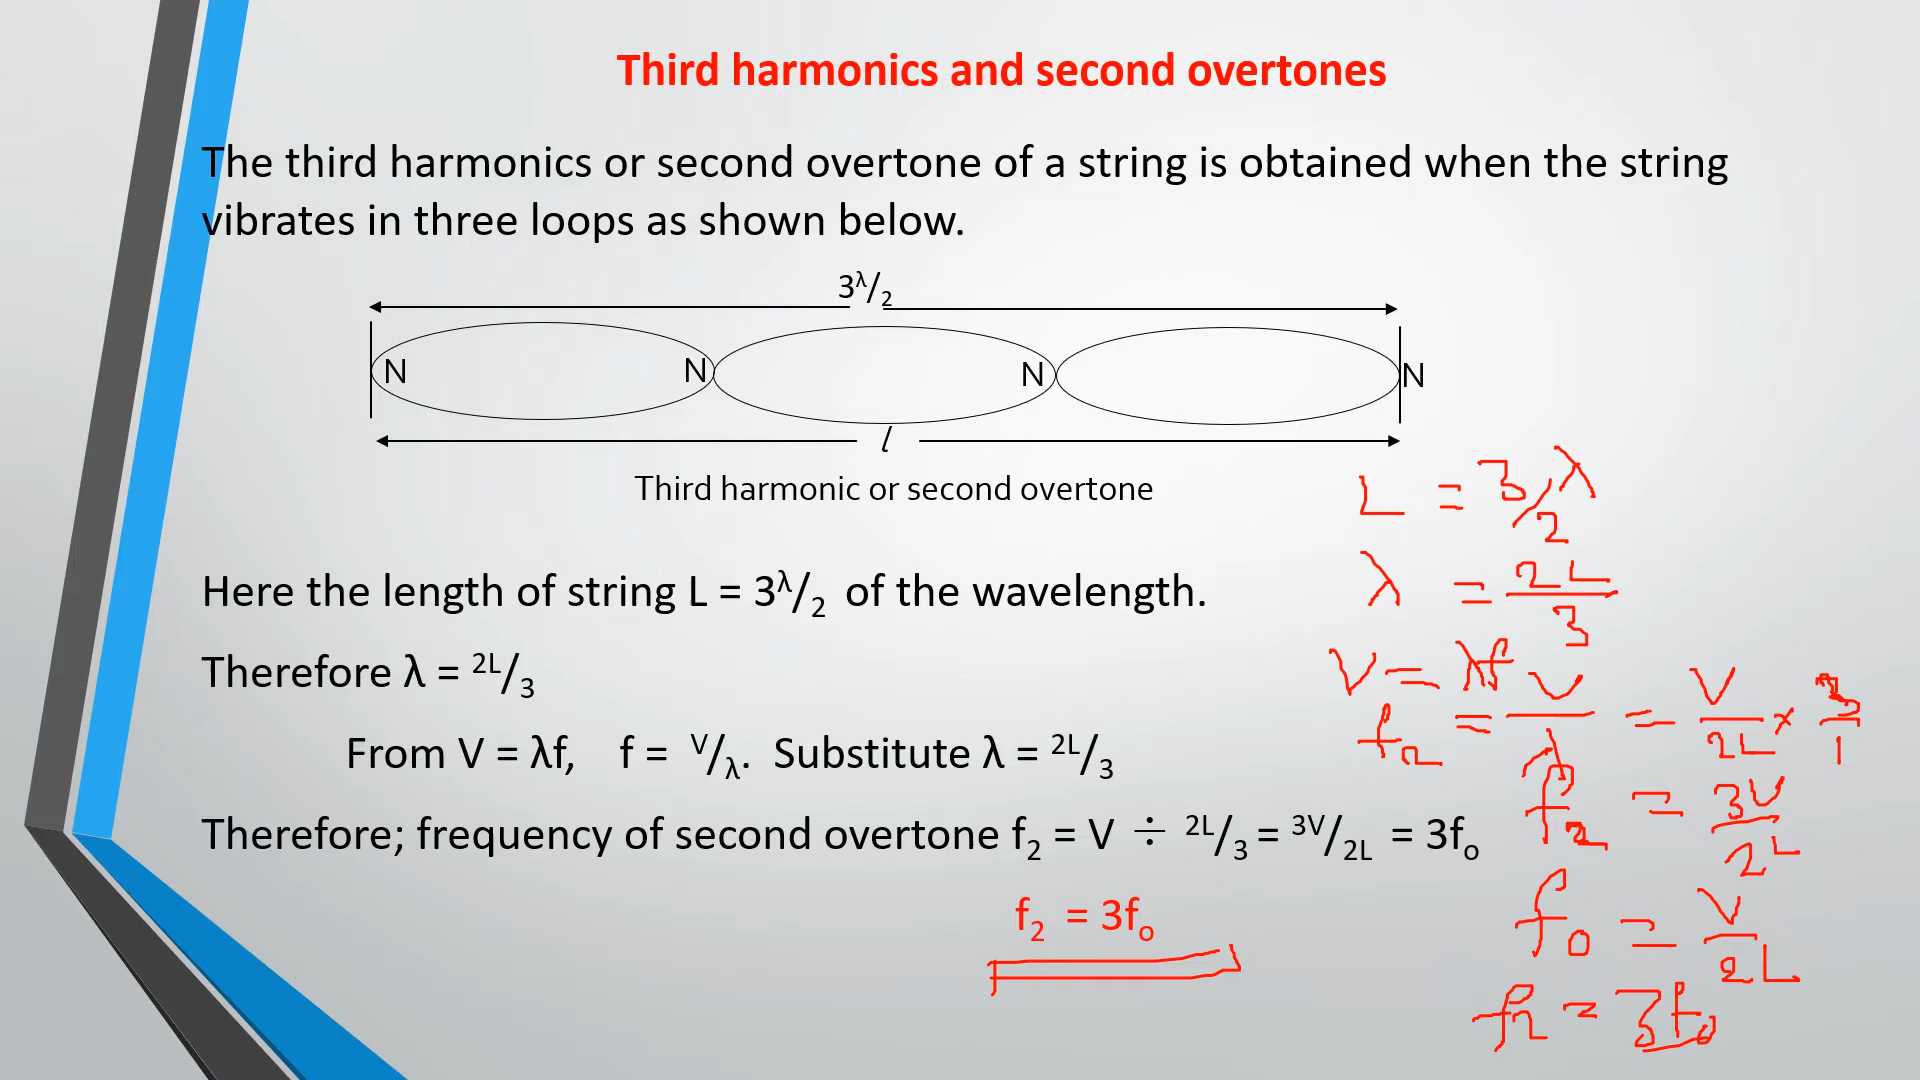 Third harmonics and second overtones
The third harmonics or second overtone of a string is obtained when the string
vibrates in three loops as shown below.
3λ/2
N N N N
l
Third harmonic or second overtone
L = 3/2 λ
Here the length of string L = 3λ/2 of the wavelength.
λ = 2L/3
Therefore λ = 2L/3
V = λf
From V = λf, f = V/λ. Substitute λ = 2L/3
f2 = V/λ = V/2L × 3/1
Therefore; frequency of second overtone f2 = V ÷ 2L/3 = 3V/2L = 3fo
f2 = 3V/2L
f2 = 3fo
f0 = V/2L
f2 = 3f0